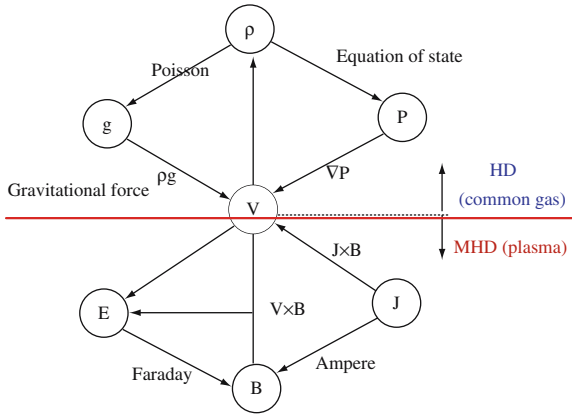 ρ
Poisson
Equation of state
g
P
ρg
∇P
Gravitational force
HD
(common gas)
V
MHD (plasma)
J×B
E
V×B
J
Faraday
Ampere
B